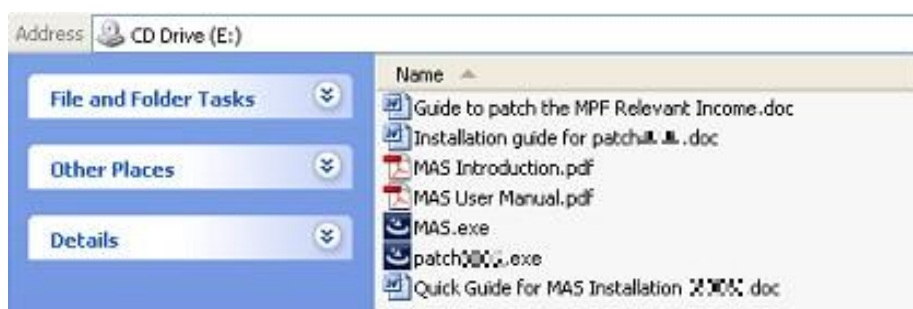 Address CD Drive (E:)
File and Folder Tasks
Other Places
Details
Name
Guide to patch the MPF Relevant Income.doc
Installation guide for patch .doc
MAS Introduction.pdf
MAS User Manual.pdf
MAS.exe
patch .exe
Quick Guide for MAS Installation doc